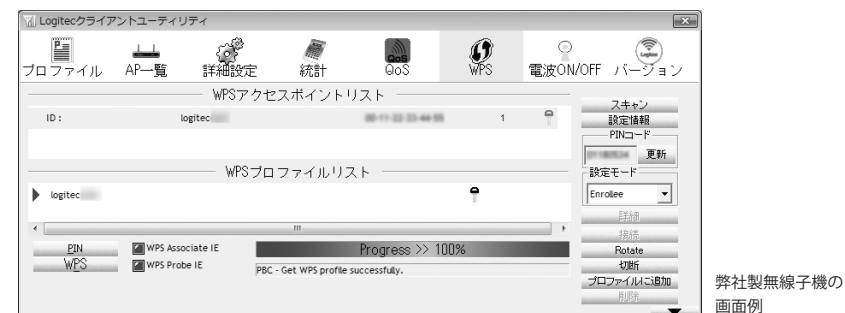 Logitecクライアントユーティリティ
プロファイル AP一覧 詳細設定 統計 QoS WPS 電波ON/OFF バージョン
WPSアクセスポイントリスト
ID : logitec 1
WPSプロファイルリスト
logitec
PIN
WPS
WPS Associate IE
WPS Probe IE
Progress >> 100%
PBC - Get WPS profile successfully.
スキャン
設定情報
PINコード
更新
設定モード
Enrollee
詳細
接続
Rotate
切断
プロファイルに追加
削除
弊社製無線子機の
画面例